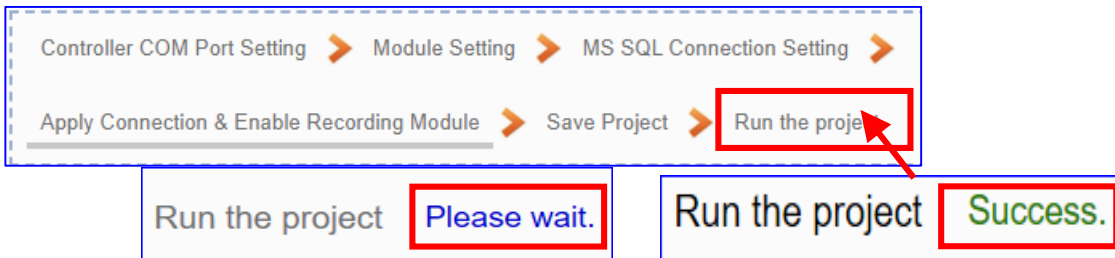 Controller COM Port Setting Module Setting MS SQL Connection Setting
Apply Connection & Enable Recording Module Save Project Run the project
Run the project Please wait.
Run the project Success.